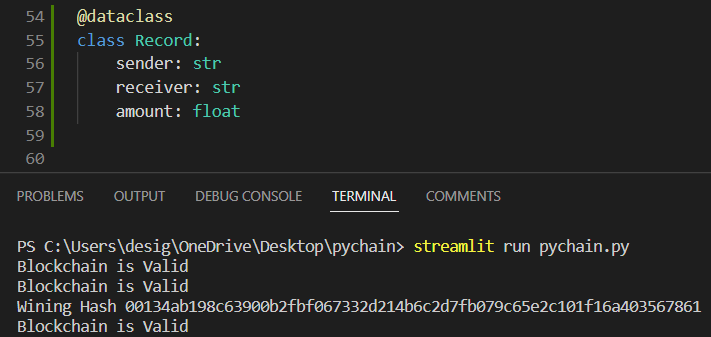 54 @dataclass
55 class Record:
56 sender: str
57 receiver: str
58 amount: float
59
60
PROBLEMS OUTPUT DEBUG CONSOLE TERMINAL COMMENTS
PS C:\Users\desig\OneDrive\Desktop\pychain> streamlit run pychain.py
Blockchain is Valid
Blockchain is Valid
Wining Hash 00134ab198c63900b2fbf067332d214b6c2d7fb079c65e2c101f16a403567861
Blockchain is Valid